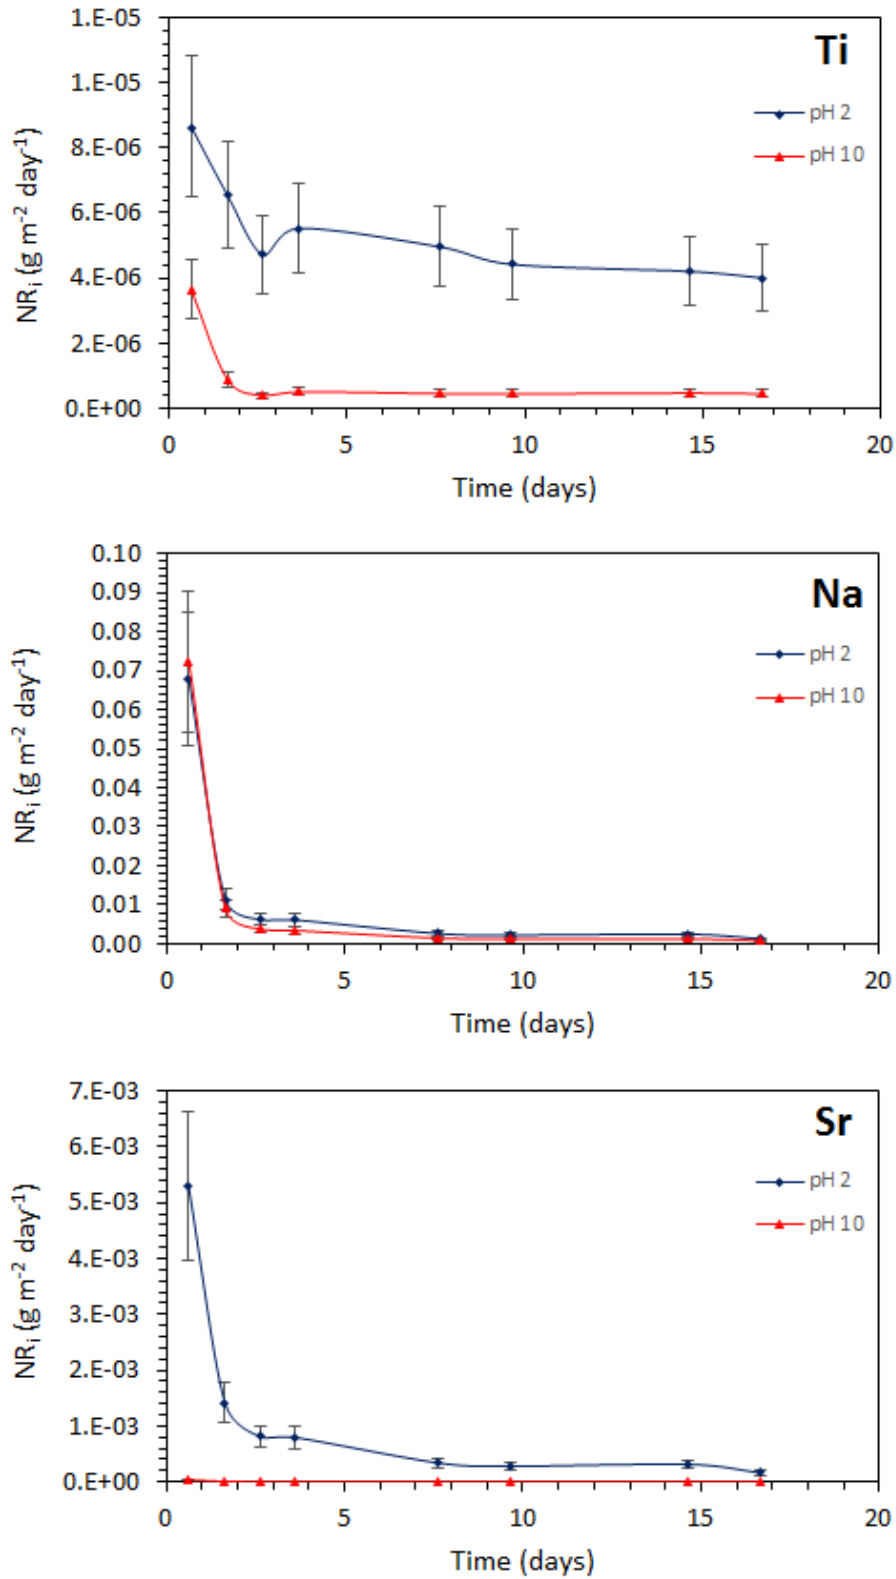 1.E-05
Ti
1.E-05
pH 2
8.E-06
pH 10
6.E-06
4.E-06
2.E-06
0.E+00
NRi (g m-2 day-1)
0 5 10 15 20
Time (days)
0.10
0.09
Na
0.08
pH 2
0.07
pH 10
0.06
0.05
0.04
0.03
0.02
0.01
0.00
NRi (g m-2 day-1)
0 5 10 15 20
Time (days)
7.E-03
Sr
6.E-03
pH 2
5.E-03
pH 10
4.E-03
3.E-03
2.E-03
1.E-03
0.E+00
NRi (g m-2 day-1)
0 5 10 15 20
Time (days)